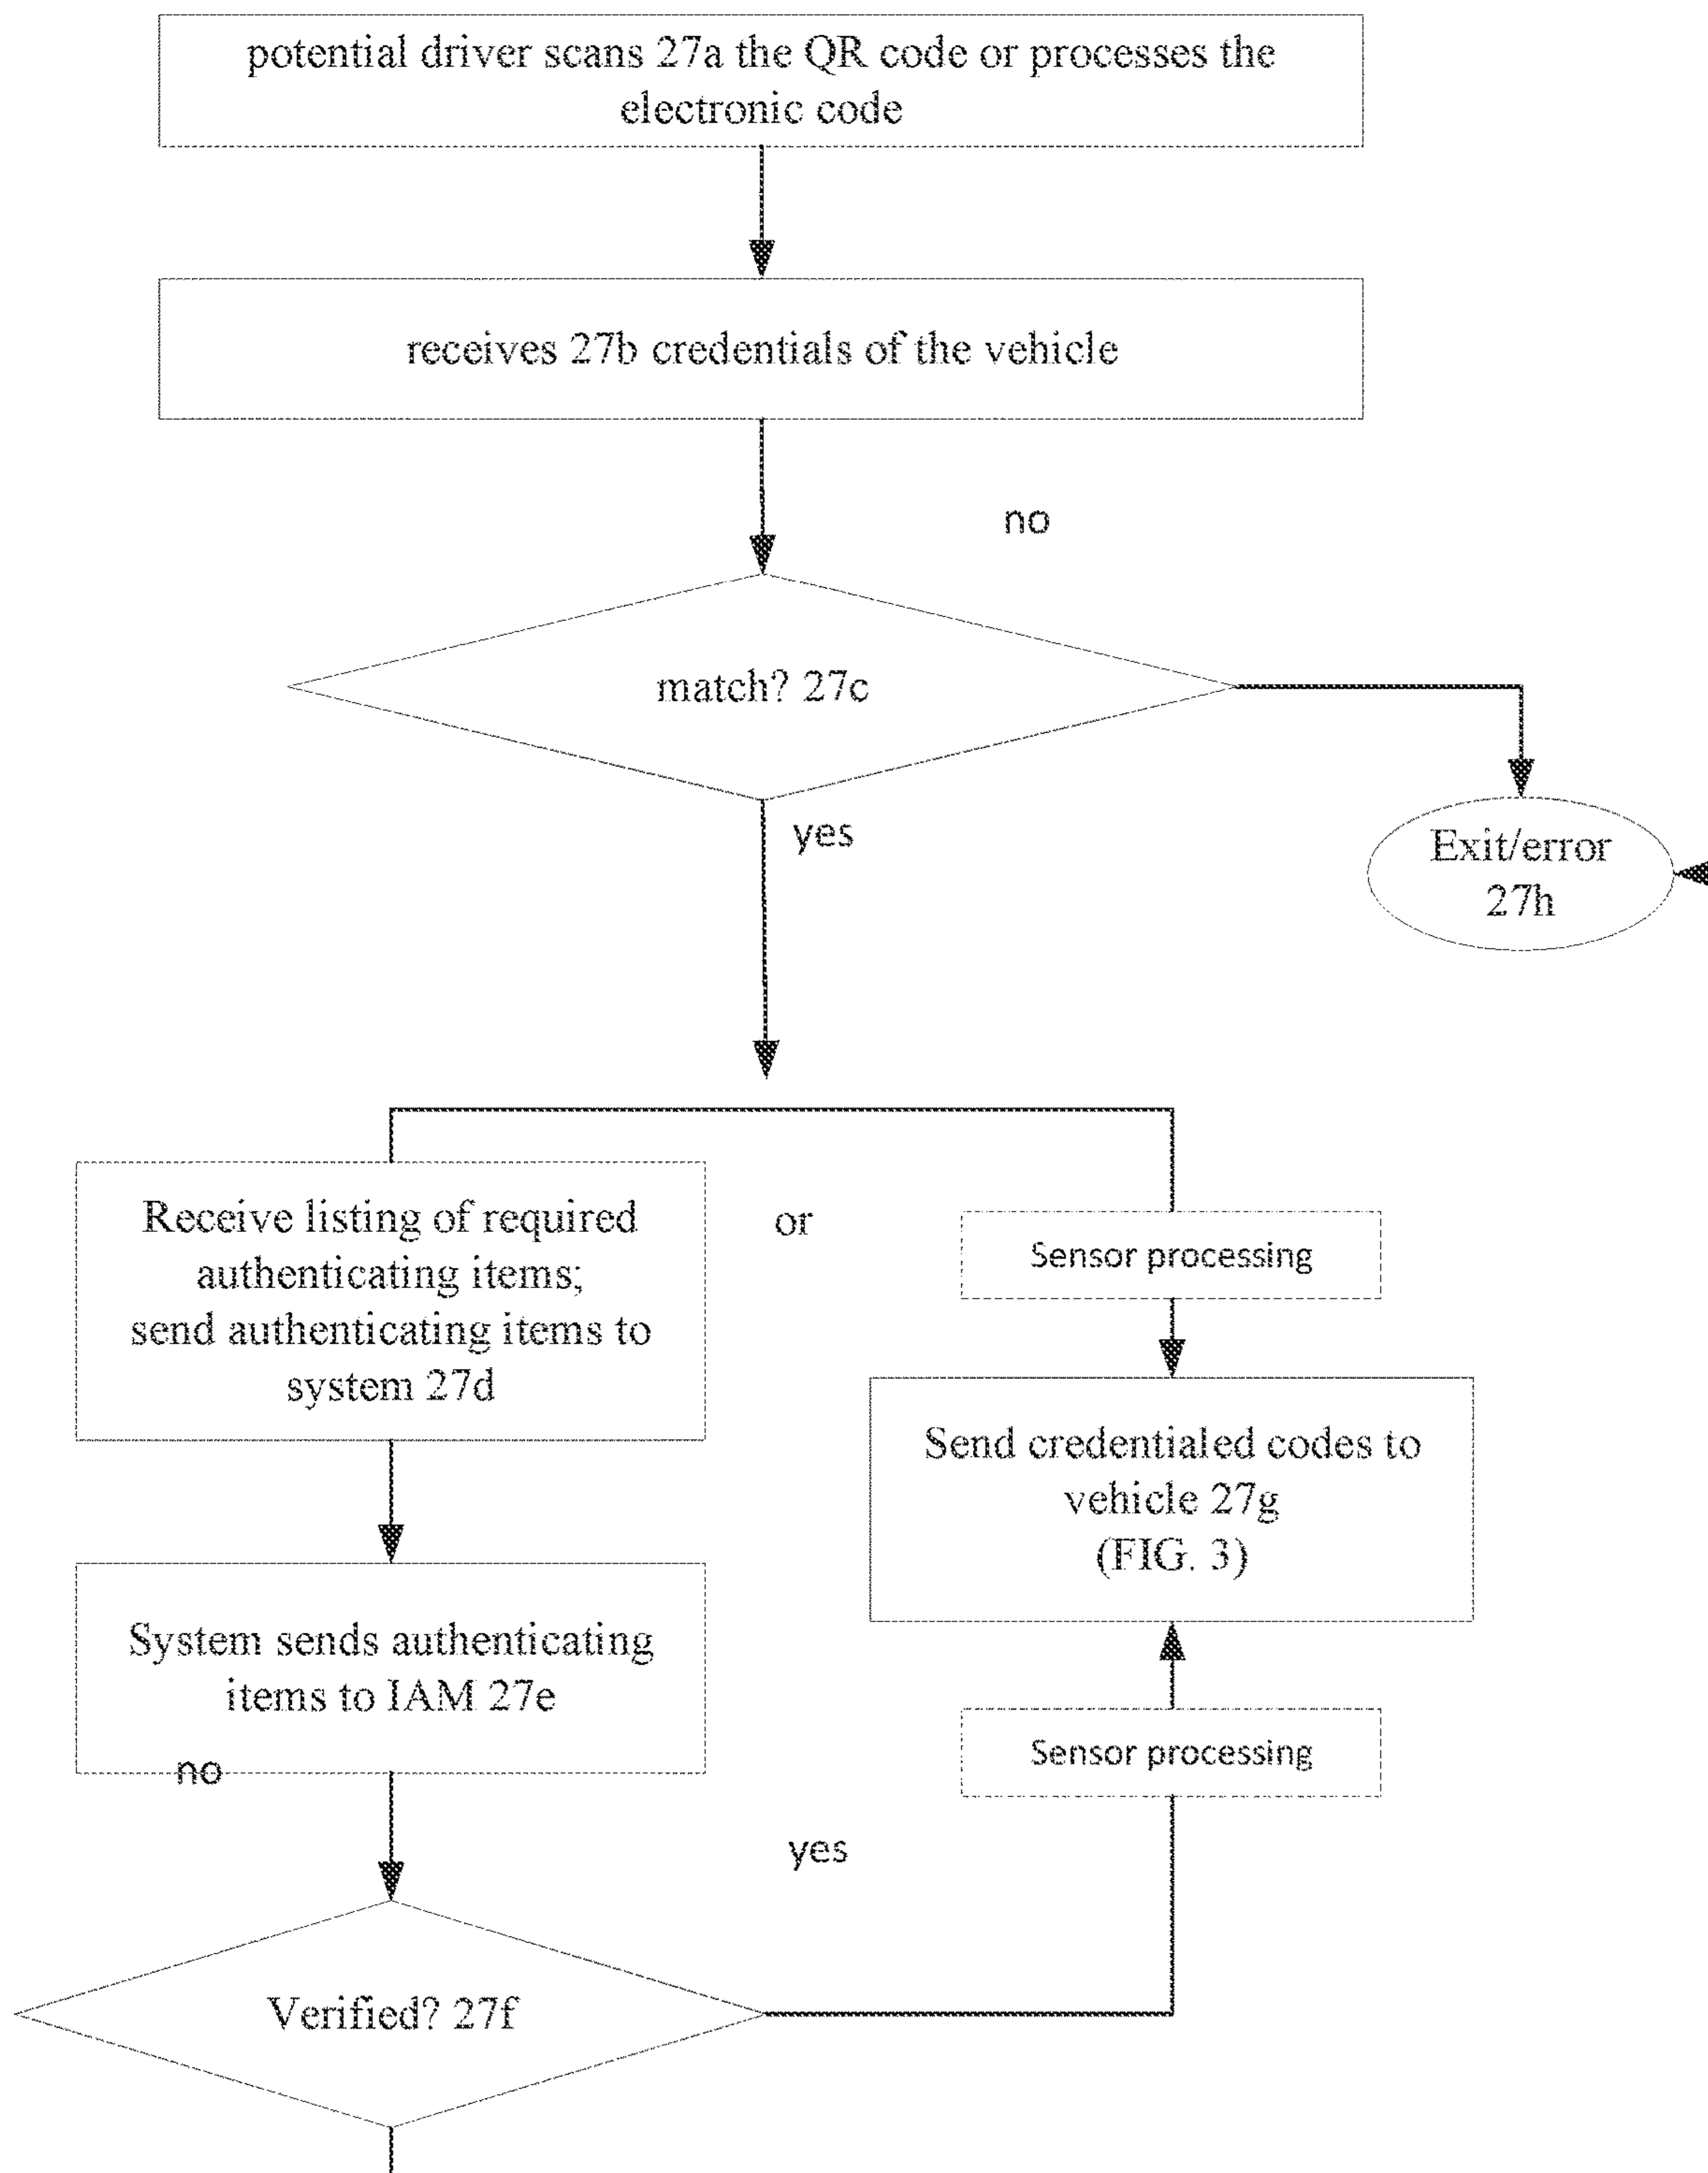 potential driver scans 27a the QR code or processes the
electronic code
receives 27b credentials of the vehicle
no
match? 27c
yes
Exit/error
27h
Receive listing of required
authenticating items;
send authenticating items to
system 27d
or
Sensor processing
Send credentialed codes to
vehicle 27g
(FIG. 3)
System sends authenticating
items to IAM 27e
no
Sensor processing
yes
Verified? 27f